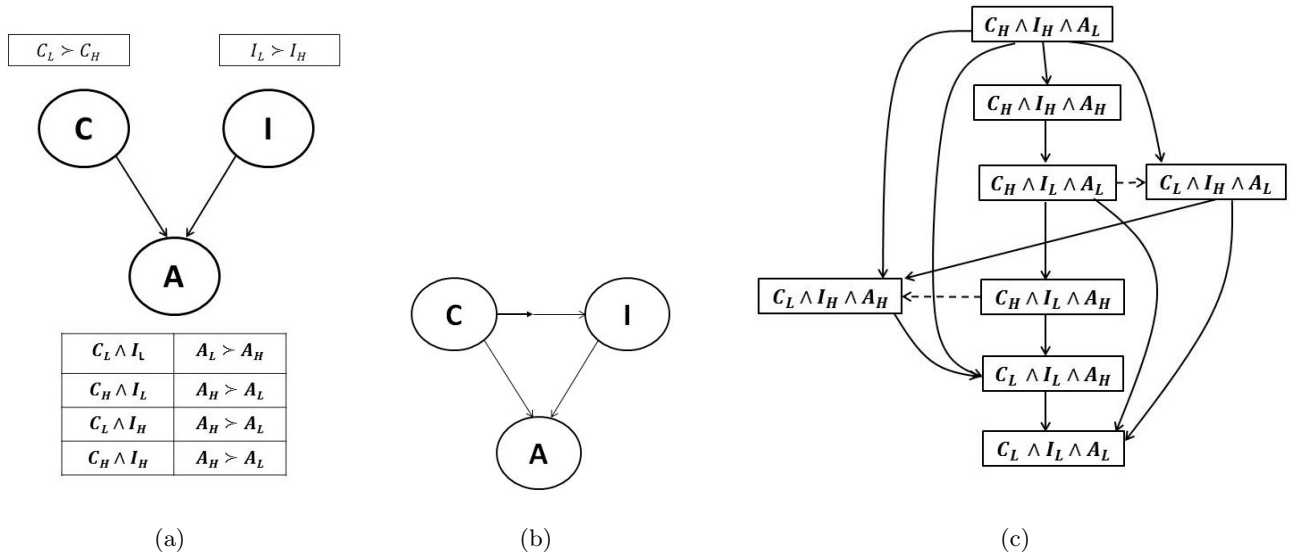 C_L ≻ C_H
I_L ≻ I_H
C
I
A
C_L ∧ I_L
A_L ≻ A_H
C_H ∧ I_L
A_H ≻ A_L
C_L ∧ I_H
A_H ≻ A_L
C_H ∧ I_H
A_H ≻ A_L
(a)
C
I
A
(b)
C_H ∧ I_H ∧ A_L
C_H ∧ I_H ∧ A_H
C_H ∧ I_L ∧ A_L
C_L ∧ I_H ∧ A_L
C_L ∧ I_H ∧ A_H
C_H ∧ I_L ∧ A_H
C_L ∧ I_L ∧ A_H
C_L ∧ I_L ∧ A_L
(c)